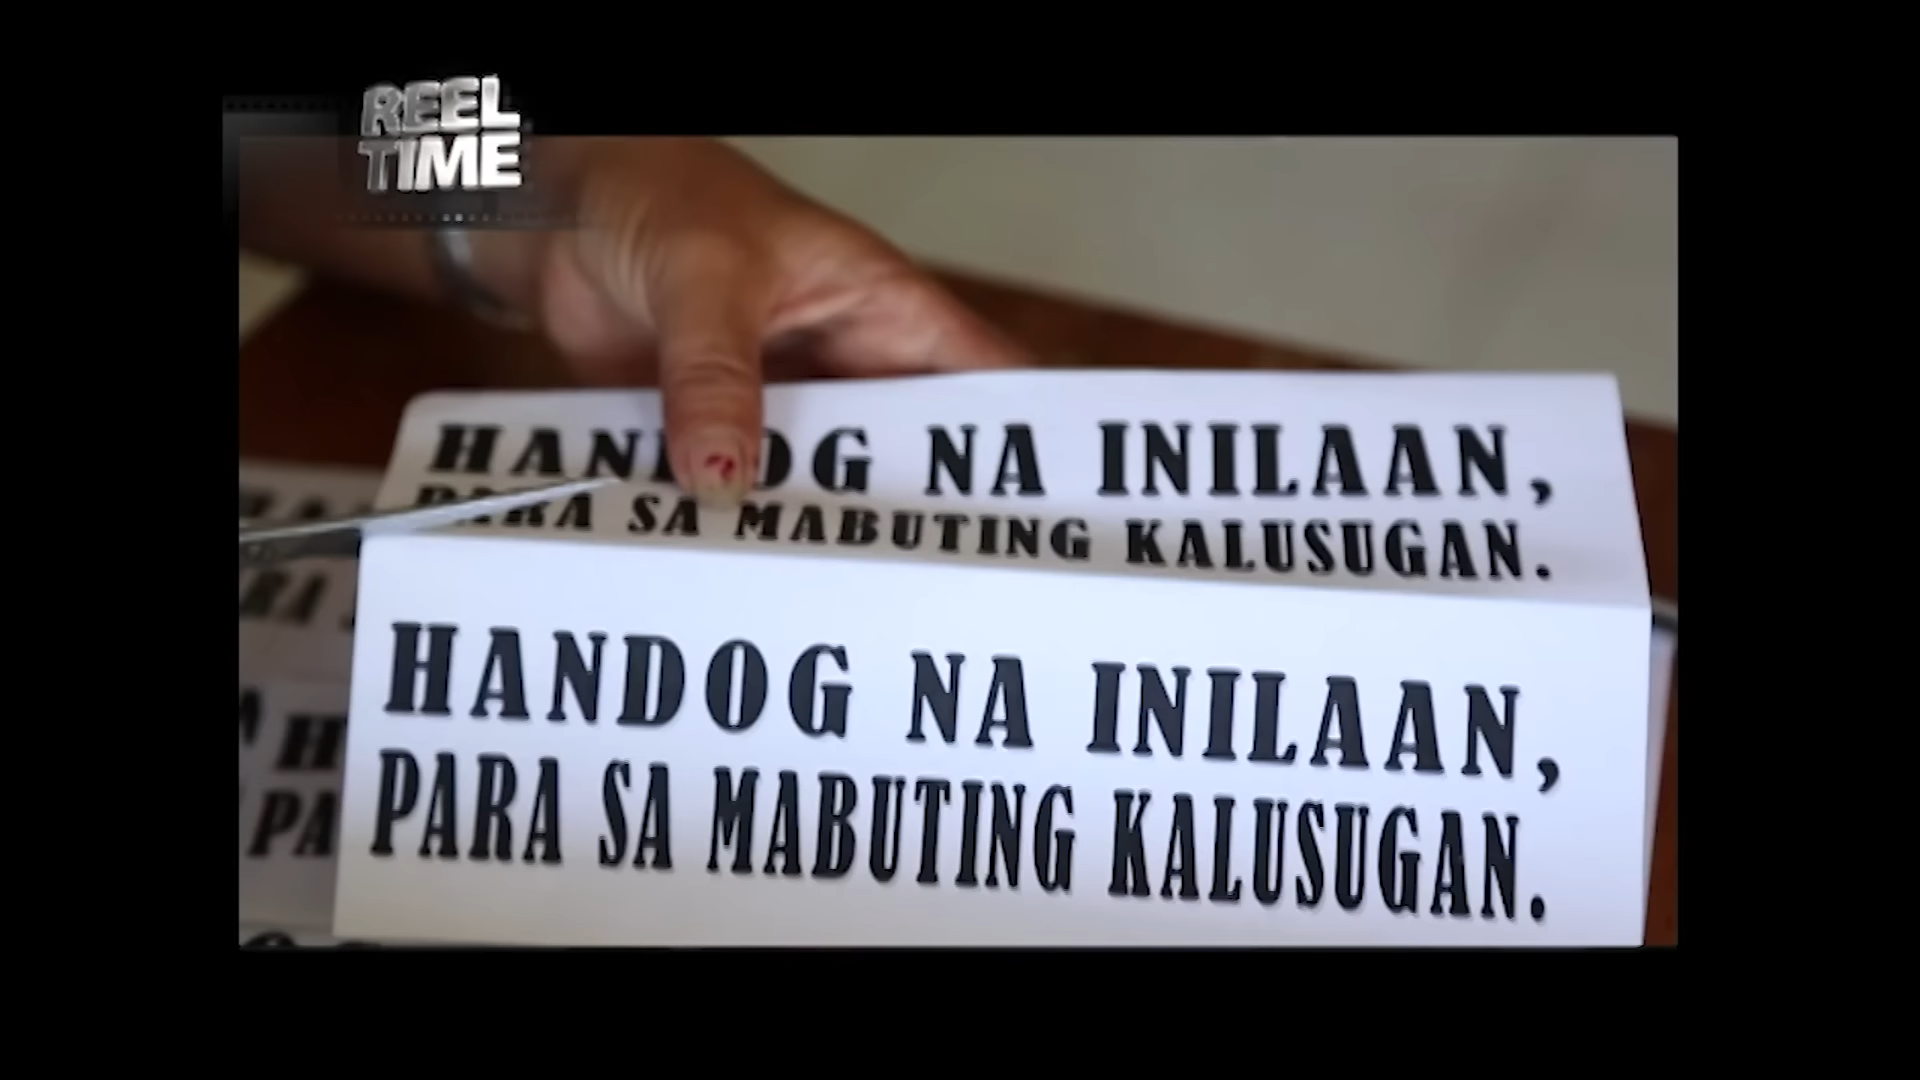 REEL
TIME
HANDOG NA INILAAN,
PARA SA MABUTING KALUSUGAN.
HANDOG NA INILAAN,
PARA SA MABUTING KALUSUGAN.